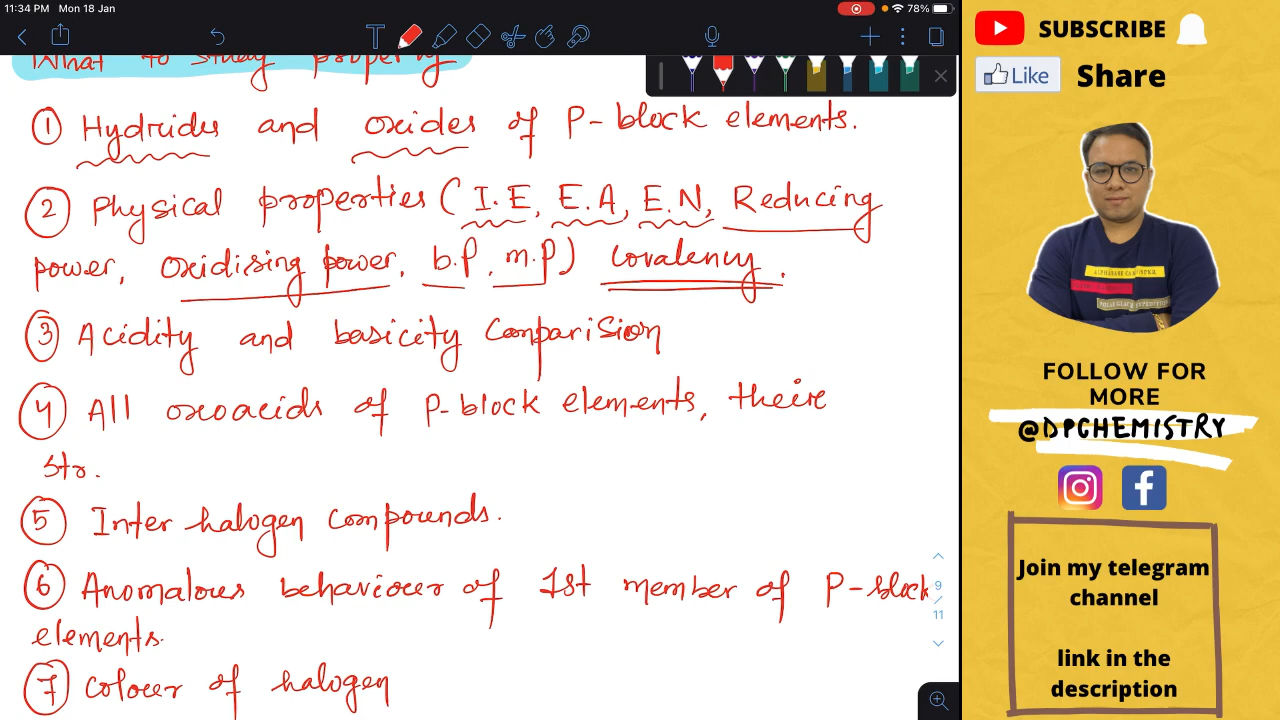 11:34 PM Mon 18 Jan
78%
What to study properly
① Hydrides and oxides of P-block elements.
② Physical properties (I.E, E.A, E.N, Reducing
power, Oxidising power, b.P, m.P) Covalency.
③ Acidity and basicity Comparision
④ All oxoacids of P-block elements, their
Str.
⑤ Inter halogen Compounds.
⑥ Anomalous behaviour of 1st member of P-block
elements.
⑦ Colour of halogen
9
/
11
SUBSCRIBE
Like Share
FOLLOW FOR
MORE
@DPCHEMISTRY
Join my telegram
channel
link in the
description